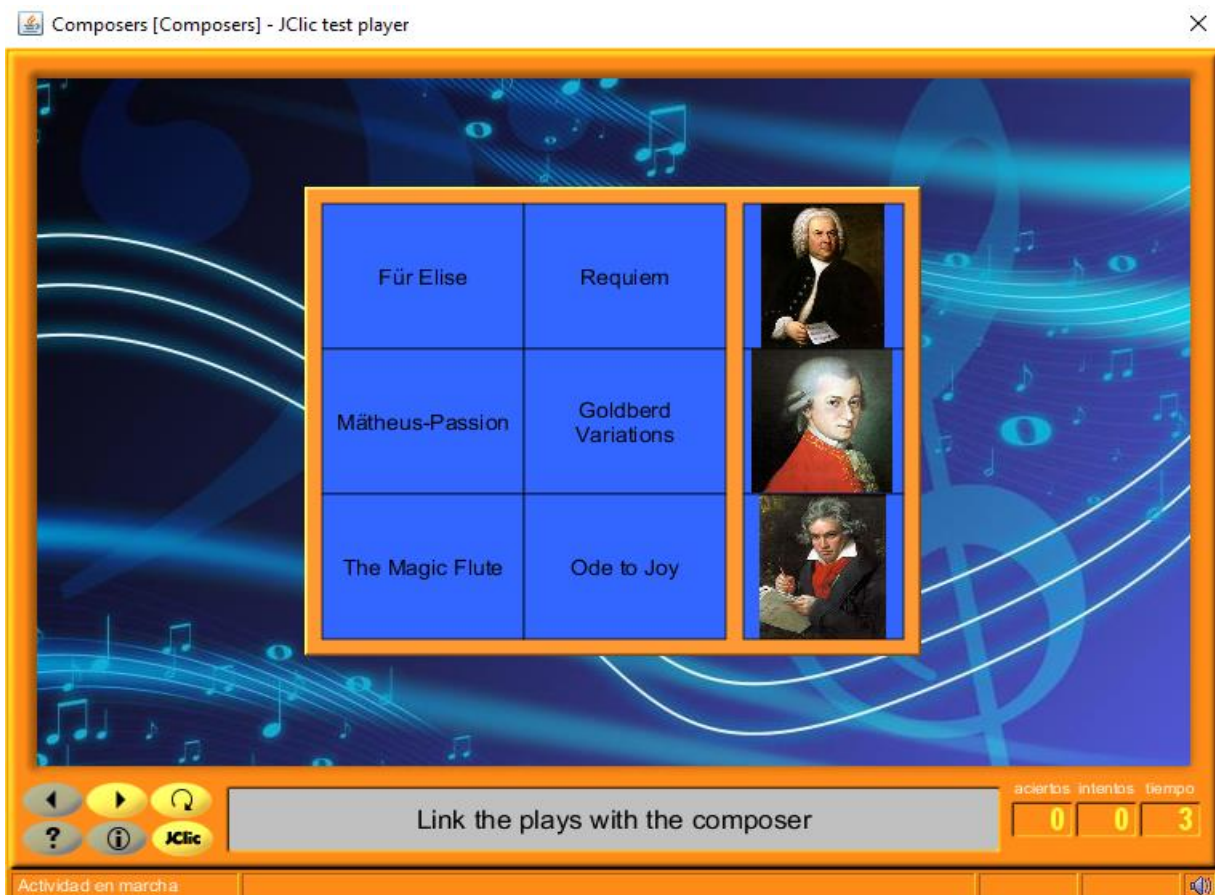 Composers [Composers] - JClic test player
Für Elise
Requiem
Mätheus-Passion
Goldberd
Variations
The Magic Flute
Ode to Joy
? i JClic
Link the plays with the composer
aciertos intentos tiempo
0 0 3
Actividad en marcha